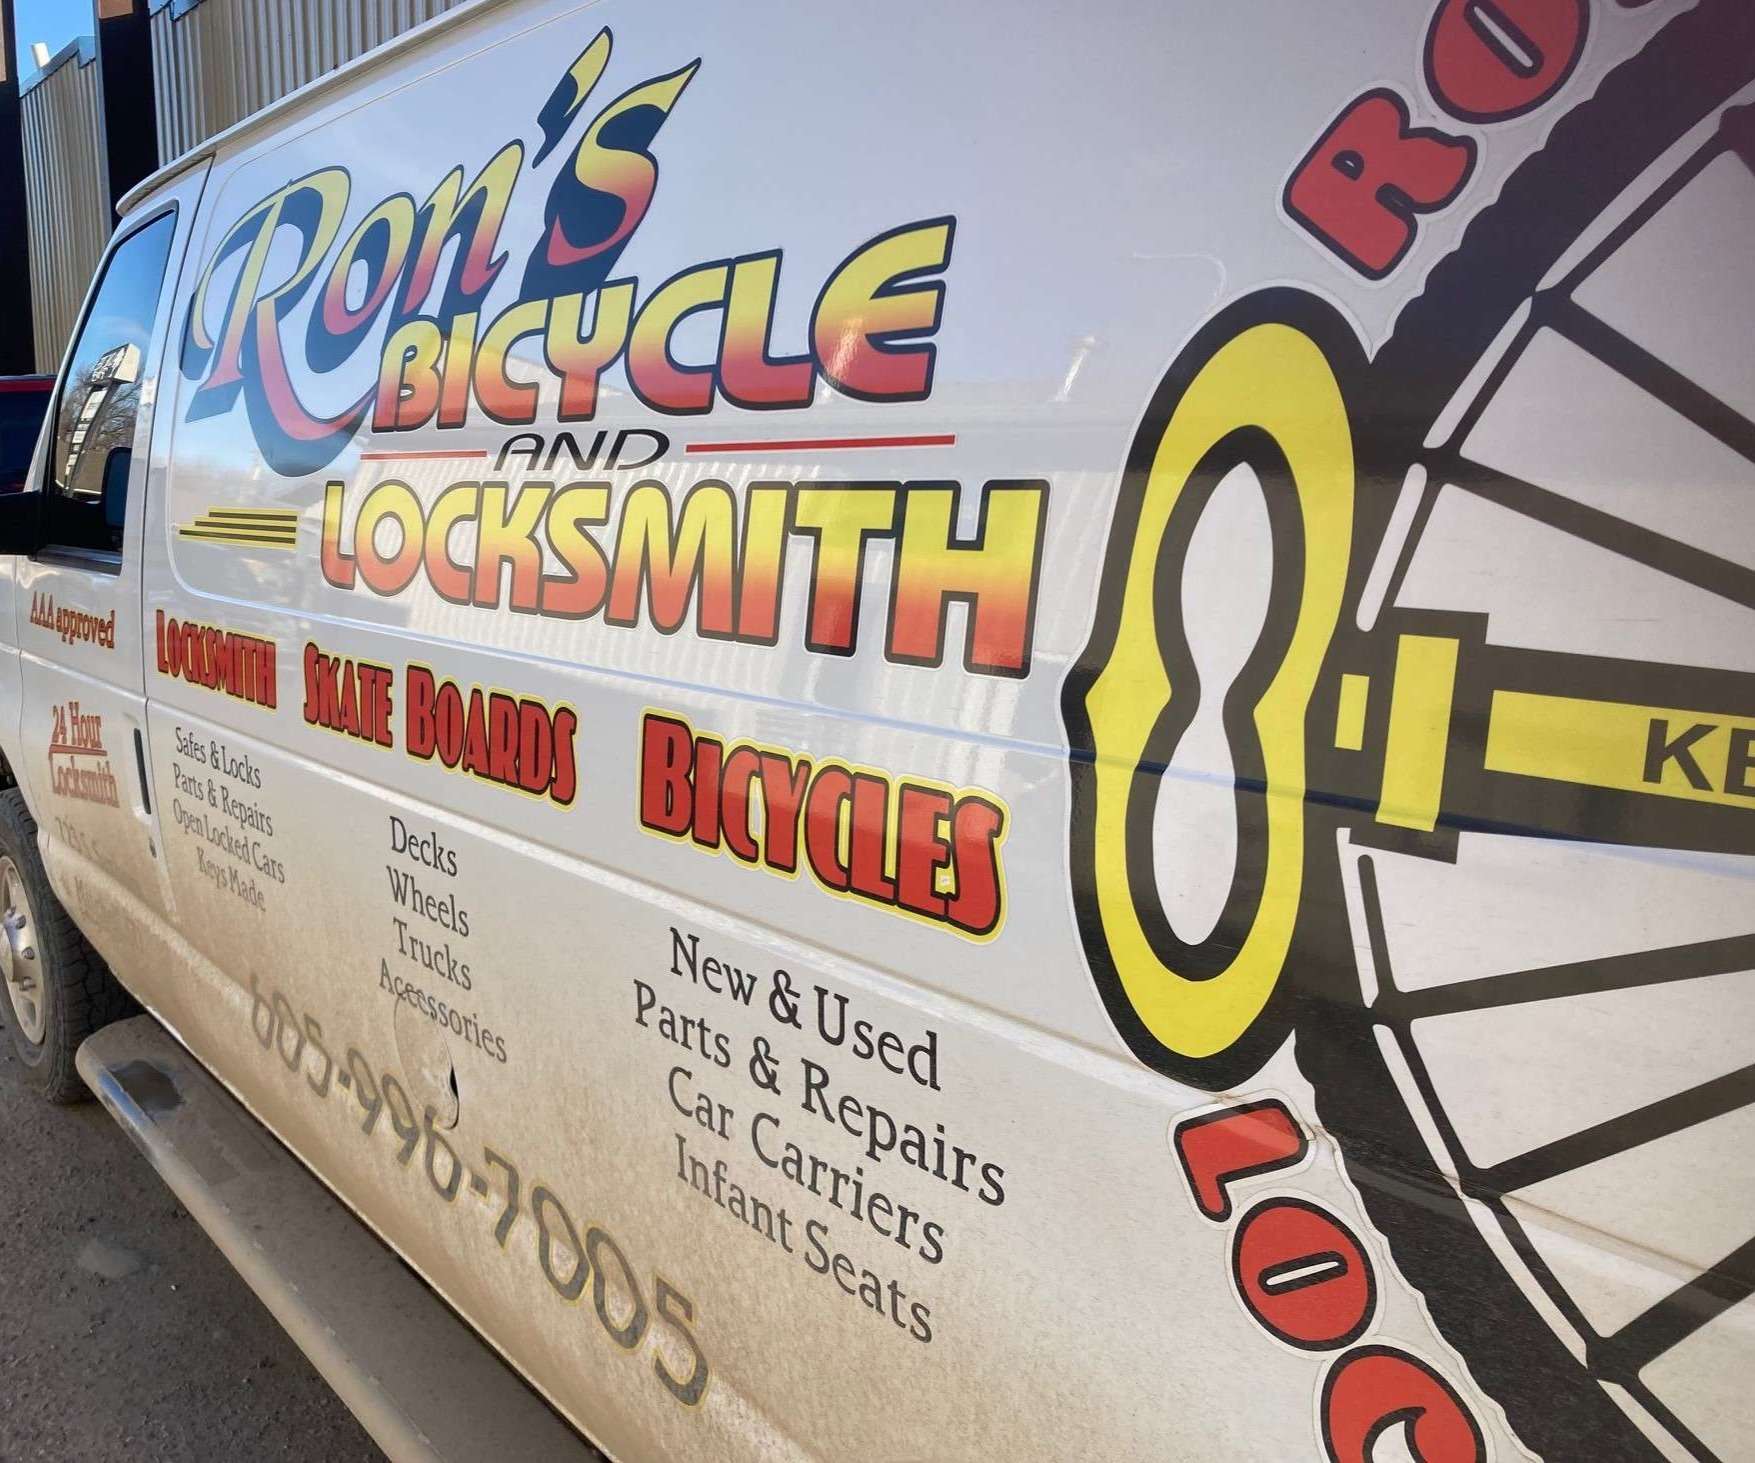 Ron's
BICYCLE
AND
LOCKSMITH
AAA approved
24 Hour
Locksmith
LOCKSMITH
Safes & Locks
Parts & Repairs
Open Locked Cars
Keys Made
SKATE BOARDS
Decks
Wheels
Trucks
Accessories
BICYCLES
New & Used
Parts & Repairs
Car Carriers
Infant Seats
605-996-7005
RO
KE
LOC